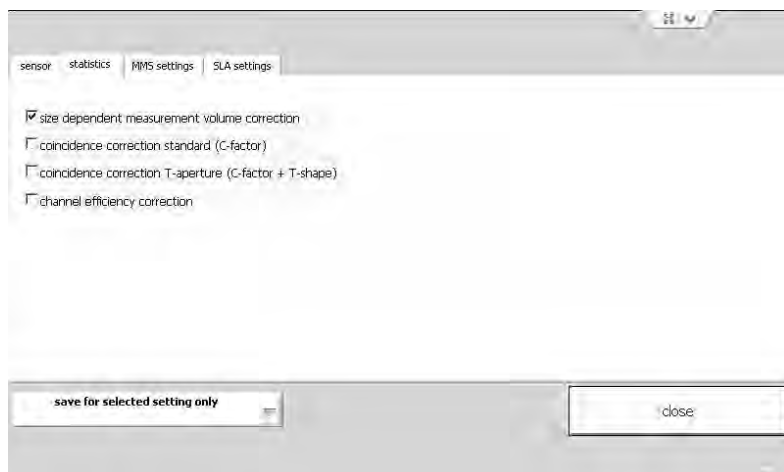 sensor statistics MMS settings SLA settings
size dependent measurement volume correction
coincidence correction standard (C-factor)
coincidence correction T-aperture (C-factor + T-shape)
channel efficiency correction
save for selected setting only
close